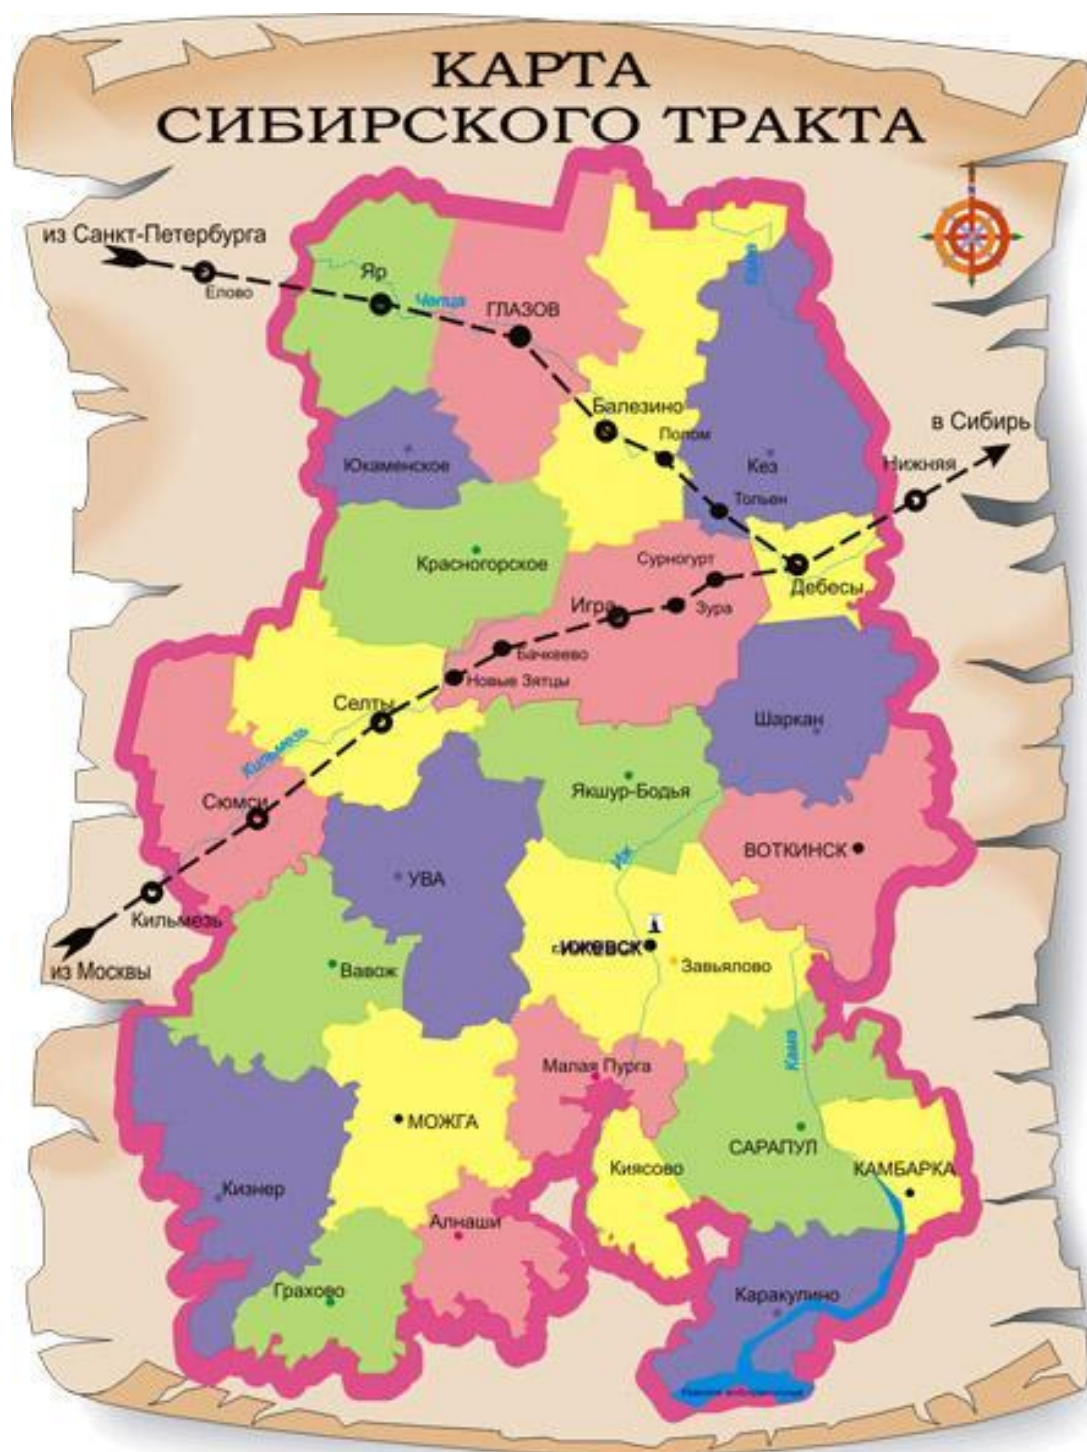 КАРТА
СИБИРСКОГО ТРАКТА
из Санкт-Петербурга
Елово
Яр
Чепца
ГЛАЗОВ
Кама
Балезино
Полом
Юкаменское
Кез
в Сибирь
Нижняя
Тольен
Красногорское
Сурногурт
Дебесы
Игра
Зура
Бачкеево
Новые Зятцы
Селты
Шаркан
Кильмезь
Сюмси
Якшур-Бодья
Иж
ВОТКИНСК
УВА
Кильмезь
из Москвы
ИЖЕВСК
Завьялово
Вавож
Кама
Малая Пурга
МОЖГА
САРАПУЛ
Киясово
КАМБАРКА
Кизнер
Алнаши
Грахово
Каракулино